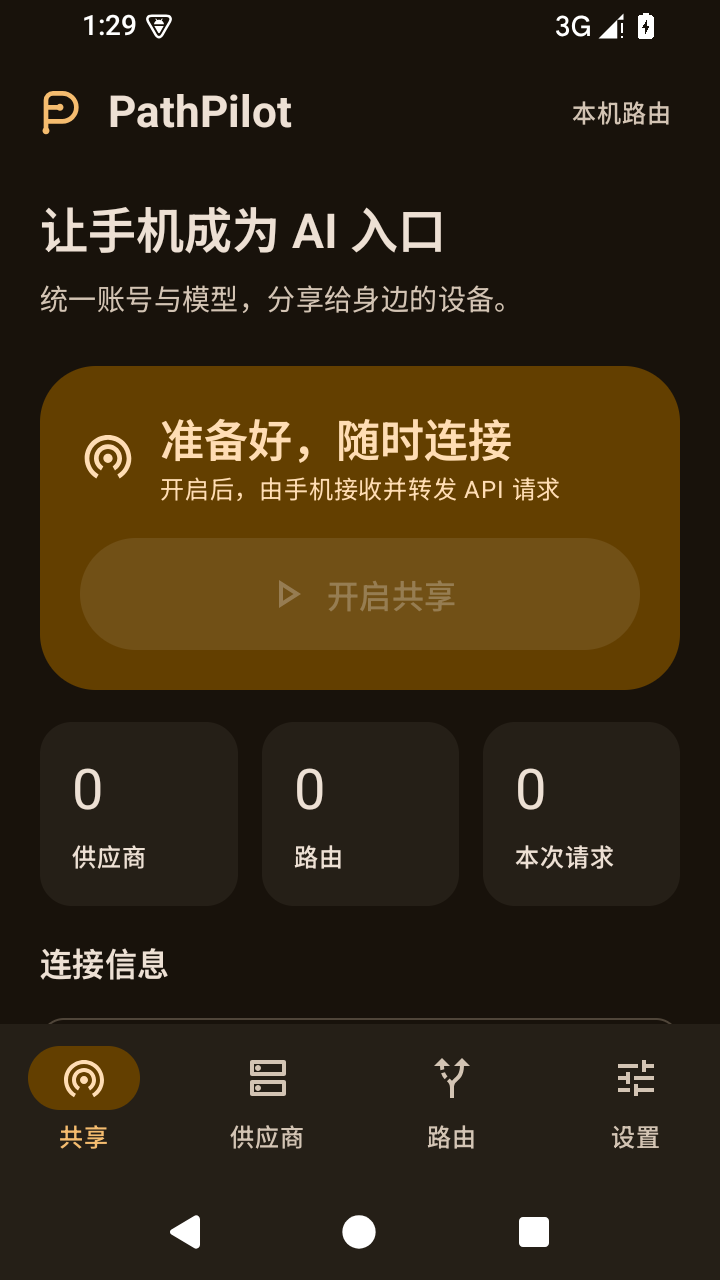 1:29
3G
PathPilot
本机路由
让手机成为 AI 入口
统一账号与模型，分享给身边的设备。
准备好，随时连接
开启后，由手机接收并转发 API 请求
开启共享
0
0
0
供应商
路由
本次请求
连接信息
共享
供应商
路由
设置